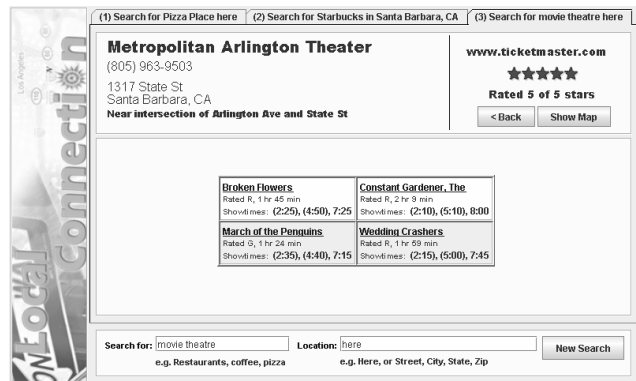 (1) Search for Pizza Place here (2) Search for Starbucks in Santa Barbara, CA (3) Search for movie theatre here
Metropolitan Arlington Theater
(805) 963-9503
1317 State St
Santa Barbara, CA
Near intersection of Arlington Ave and State St
www.ticketmaster.com
Rated 5 of 5 stars
< Back Show Map
Broken Flowers
Rated R, 1 hr 45 min
Showtimes: (2:25), (4:50), 7:25
Constant Gardener, The
Rated R, 2 hr 9 min
Showtimes: (2:10), (5:10), 8:00
March of the Penguins
Rated G, 1 hr 24 min
Showtimes: (2:35), (4:40), 7:15
Wedding Crashers
Rated R, 1 hr 59 min
Showtimes: (2:15), (5:00), 7:45
Search for: movie theatre Location: here New Search
e.g. Restaurants, coffee, pizza e.g. Here, or Street, City, State, Zip
Los Angeles
ON Local
Connection